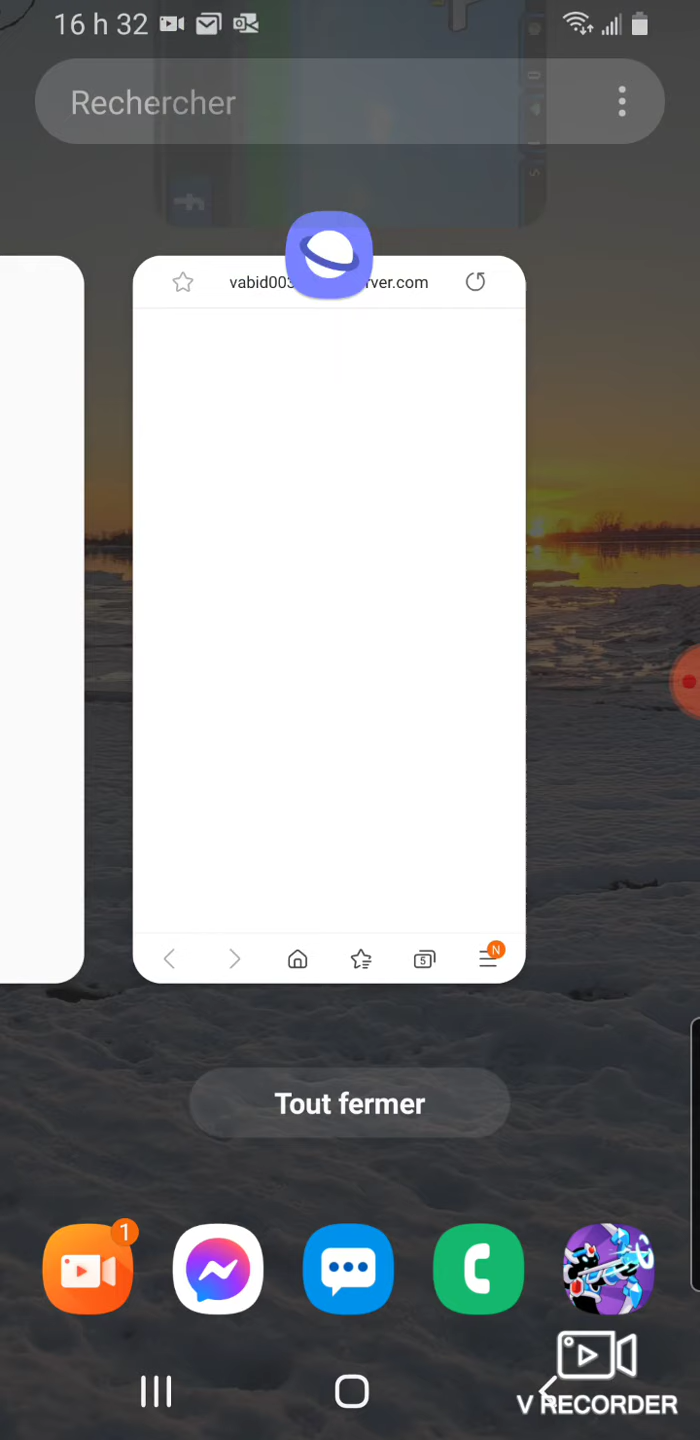 16 h 32
Rechercher
vabid003 rver.com
5
N
Tout fermer
1
V RECORDER